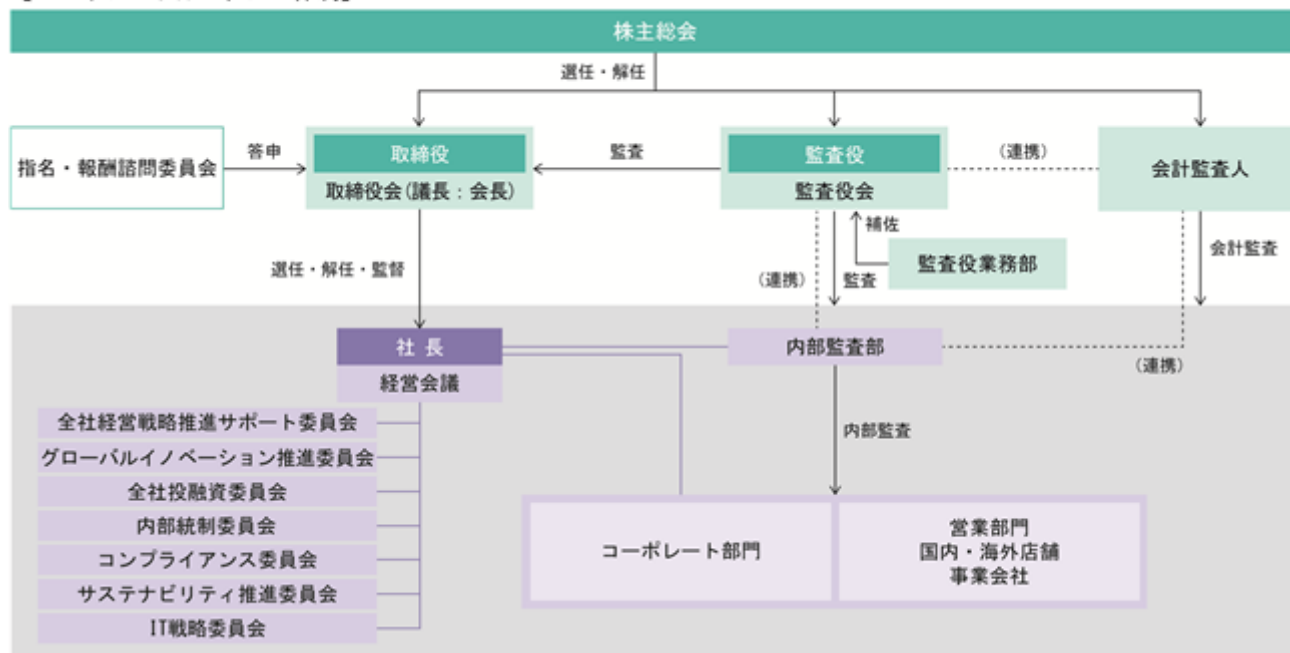 株主総会
選任・解任
指名・報酬諮問委員会
答申
取締役
取締役会(議長：会長)
監査
監査役
監査役会
(連携)
会計監査人
補佐
監査役業務部
選任・解任・監督
(連携)
監査
会計監査
社長
経営会議
内部監査部
(連携)
全社経営戦略推進サポート委員会
グローバルイノベーション推進委員会
全社投融資委員会
内部統制委員会
コンプライアンス委員会
サステナビリティ推進委員会
IT戦略委員会
内部監査
コーポレート部門
営業部門
国内・海外店舗
事業会社